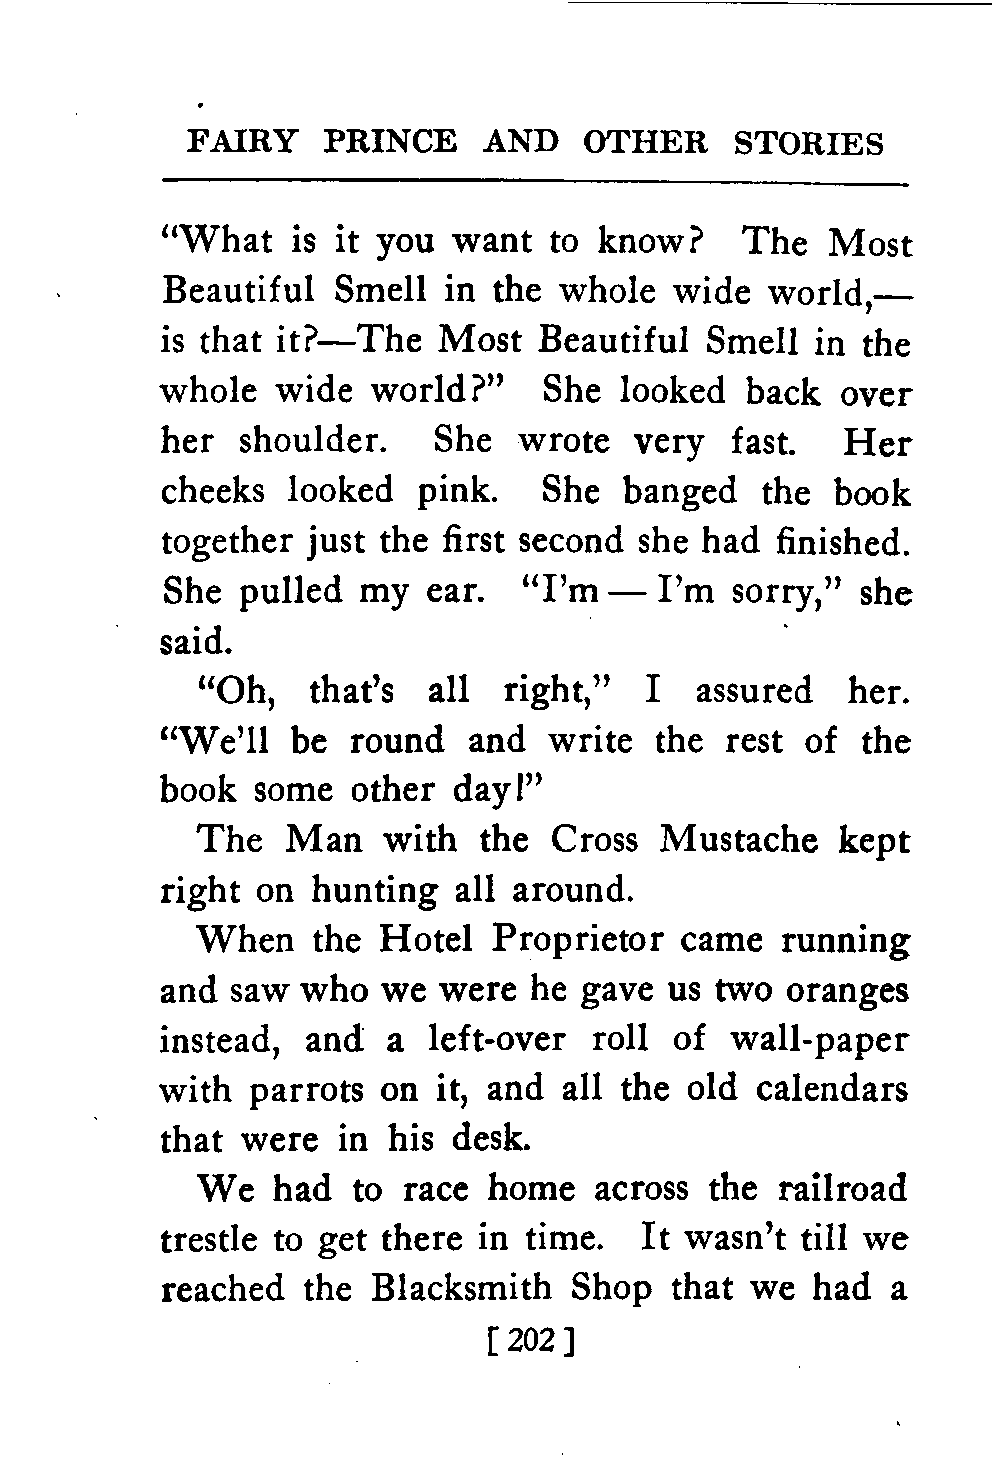 FAIRY PRINCE AND OTHER STORIES
“What is it you want to know? The Most
Beautiful Smell in the whole wide world,—
is that it?—The Most Beautiful Smell in the
whole wide world?” She looked back over
her shoulder. She wrote very fast. Her
cheeks looked pink. She banged the book
together just the first second she had finished.
She pulled my ear. “I’m — I’m sorry,” she
said.
“Oh, that’s all right,” I assured her.
“We’ll be round and write the rest of the
book some other day!”
The Man with the Cross Mustache kept
right on hunting all around.
When the Hotel Proprietor came running
and saw who we were he gave us two oranges
instead, and a left-over roll of wall-paper
with parrots on it, and all the old calendars
that were in his desk.
We had to race home across the railroad
trestle to get there in time. It wasn’t till we
reached the Blacksmith Shop that we had a
[ 202 ]